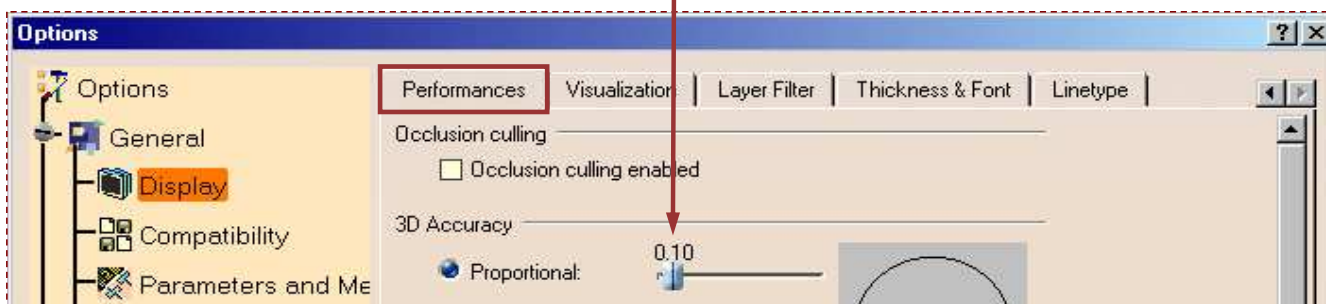 Options
Options
General
Display
Compatibility
Parameters and Me
Performances Visualization Layer Filter Thickness & Font Linetype
Occlusion culling
Occlusion culling enabled
3D Accuracy
0.10
Proportional: